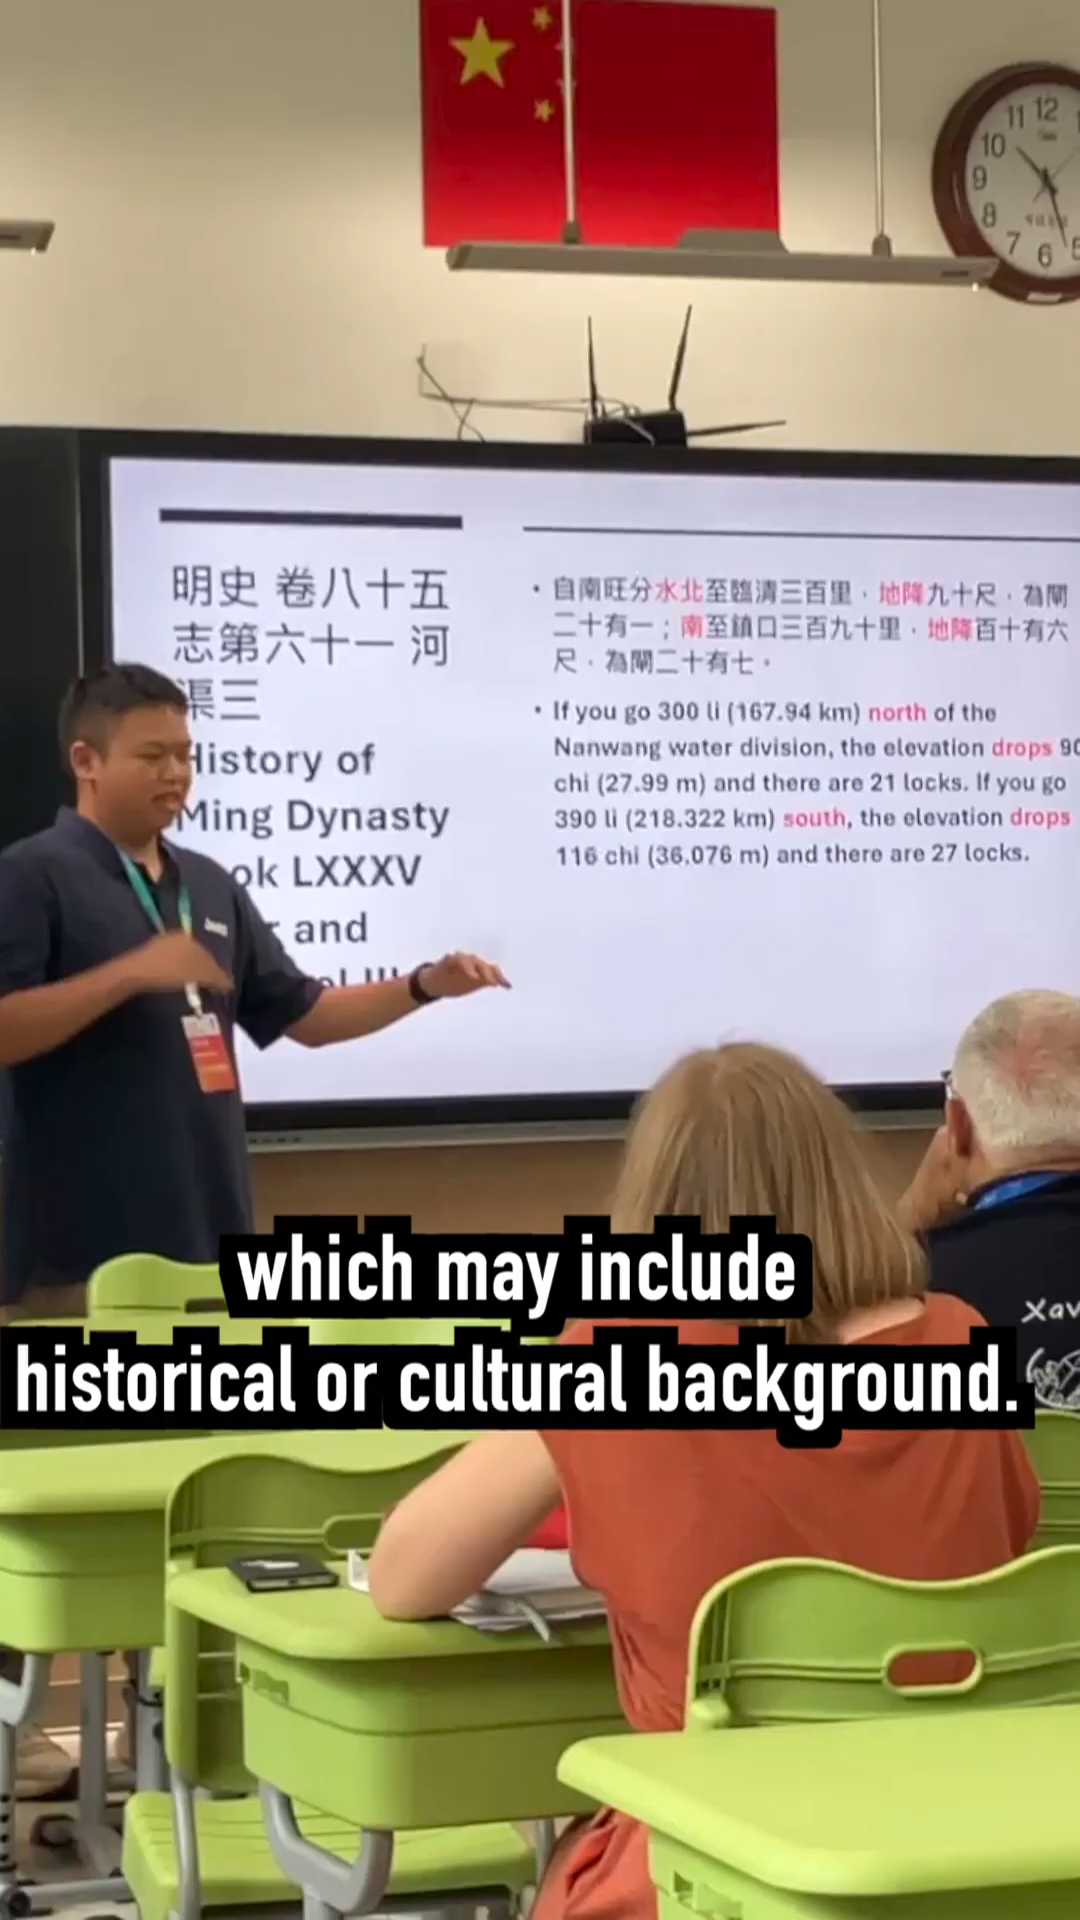 11 12
10
9
8
7
6
5
明史 卷八十五
志第六十一 河
渠三
History of
Ming Dynasty
LXXXV
and
• 自南旺分水北至臨清三百里，地降九十尺，為閘
二十有一；南至鎮口三百九十里，地降百十有六
尺，為閘二十有七。
• If you go 300 li (167.94 km) north of the
Nanwang water division, the elevation drops 90
chi (27.99 m) and there are 21 locks. If you go
390 li (218.322 km) south, the elevation drops
116 chi (36,076 m) and there are 27 locks.
which may include
historical or cultural background.
Xav